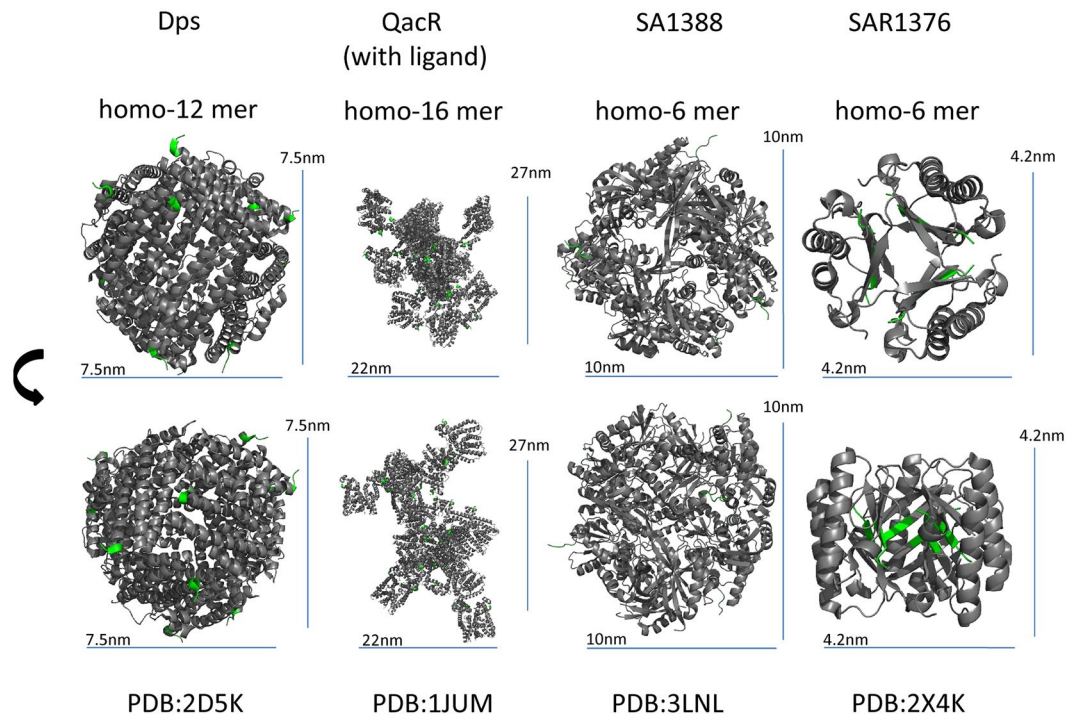 Dps
QacR
(with ligand)
SA1388
SAR1376
homo-12 mer
homo-16 mer
homo-6 mer
homo-6 mer
7.5nm
27nm
10nm
4.2nm
7.5nm
22nm
10nm
4.2nm
7.5nm
27nm
10nm
4.2nm
7.5nm
22nm
10nm
4.2nm
PDB:2D5K
PDB:1JUM
PDB:3LNL
PDB:2X4K